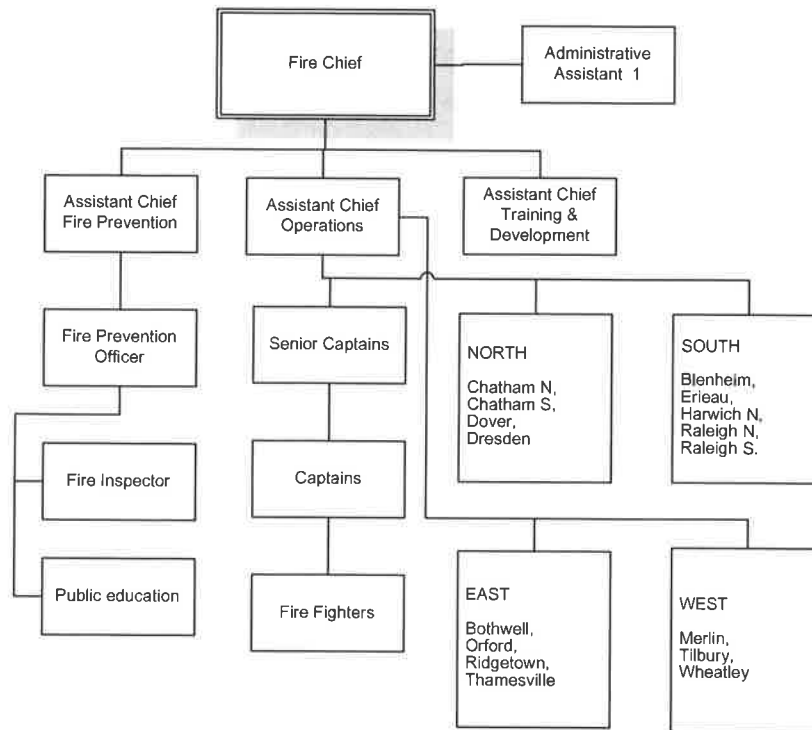 Fire Chief
Administrative
Assistant 1
Assistant Chief
Fire Prevention
Assistant Chief
Operations
Assistant Chief
Training &
Development
Fire Prevention
Officer
Senior Captains
NORTH
Chatham N,
Chatham S,
Dover,
Dresden
SOUTH
Blenheim,
Erieau,
Harwich N,
Raleigh N,
Raleigh S.
Fire Inspector
Captains
Public education
Fire Fighters
EAST
Bothwell,
Orford,
Ridgetown,
Thamesville
WEST
Merlin,
Tilbury,
Wheatley